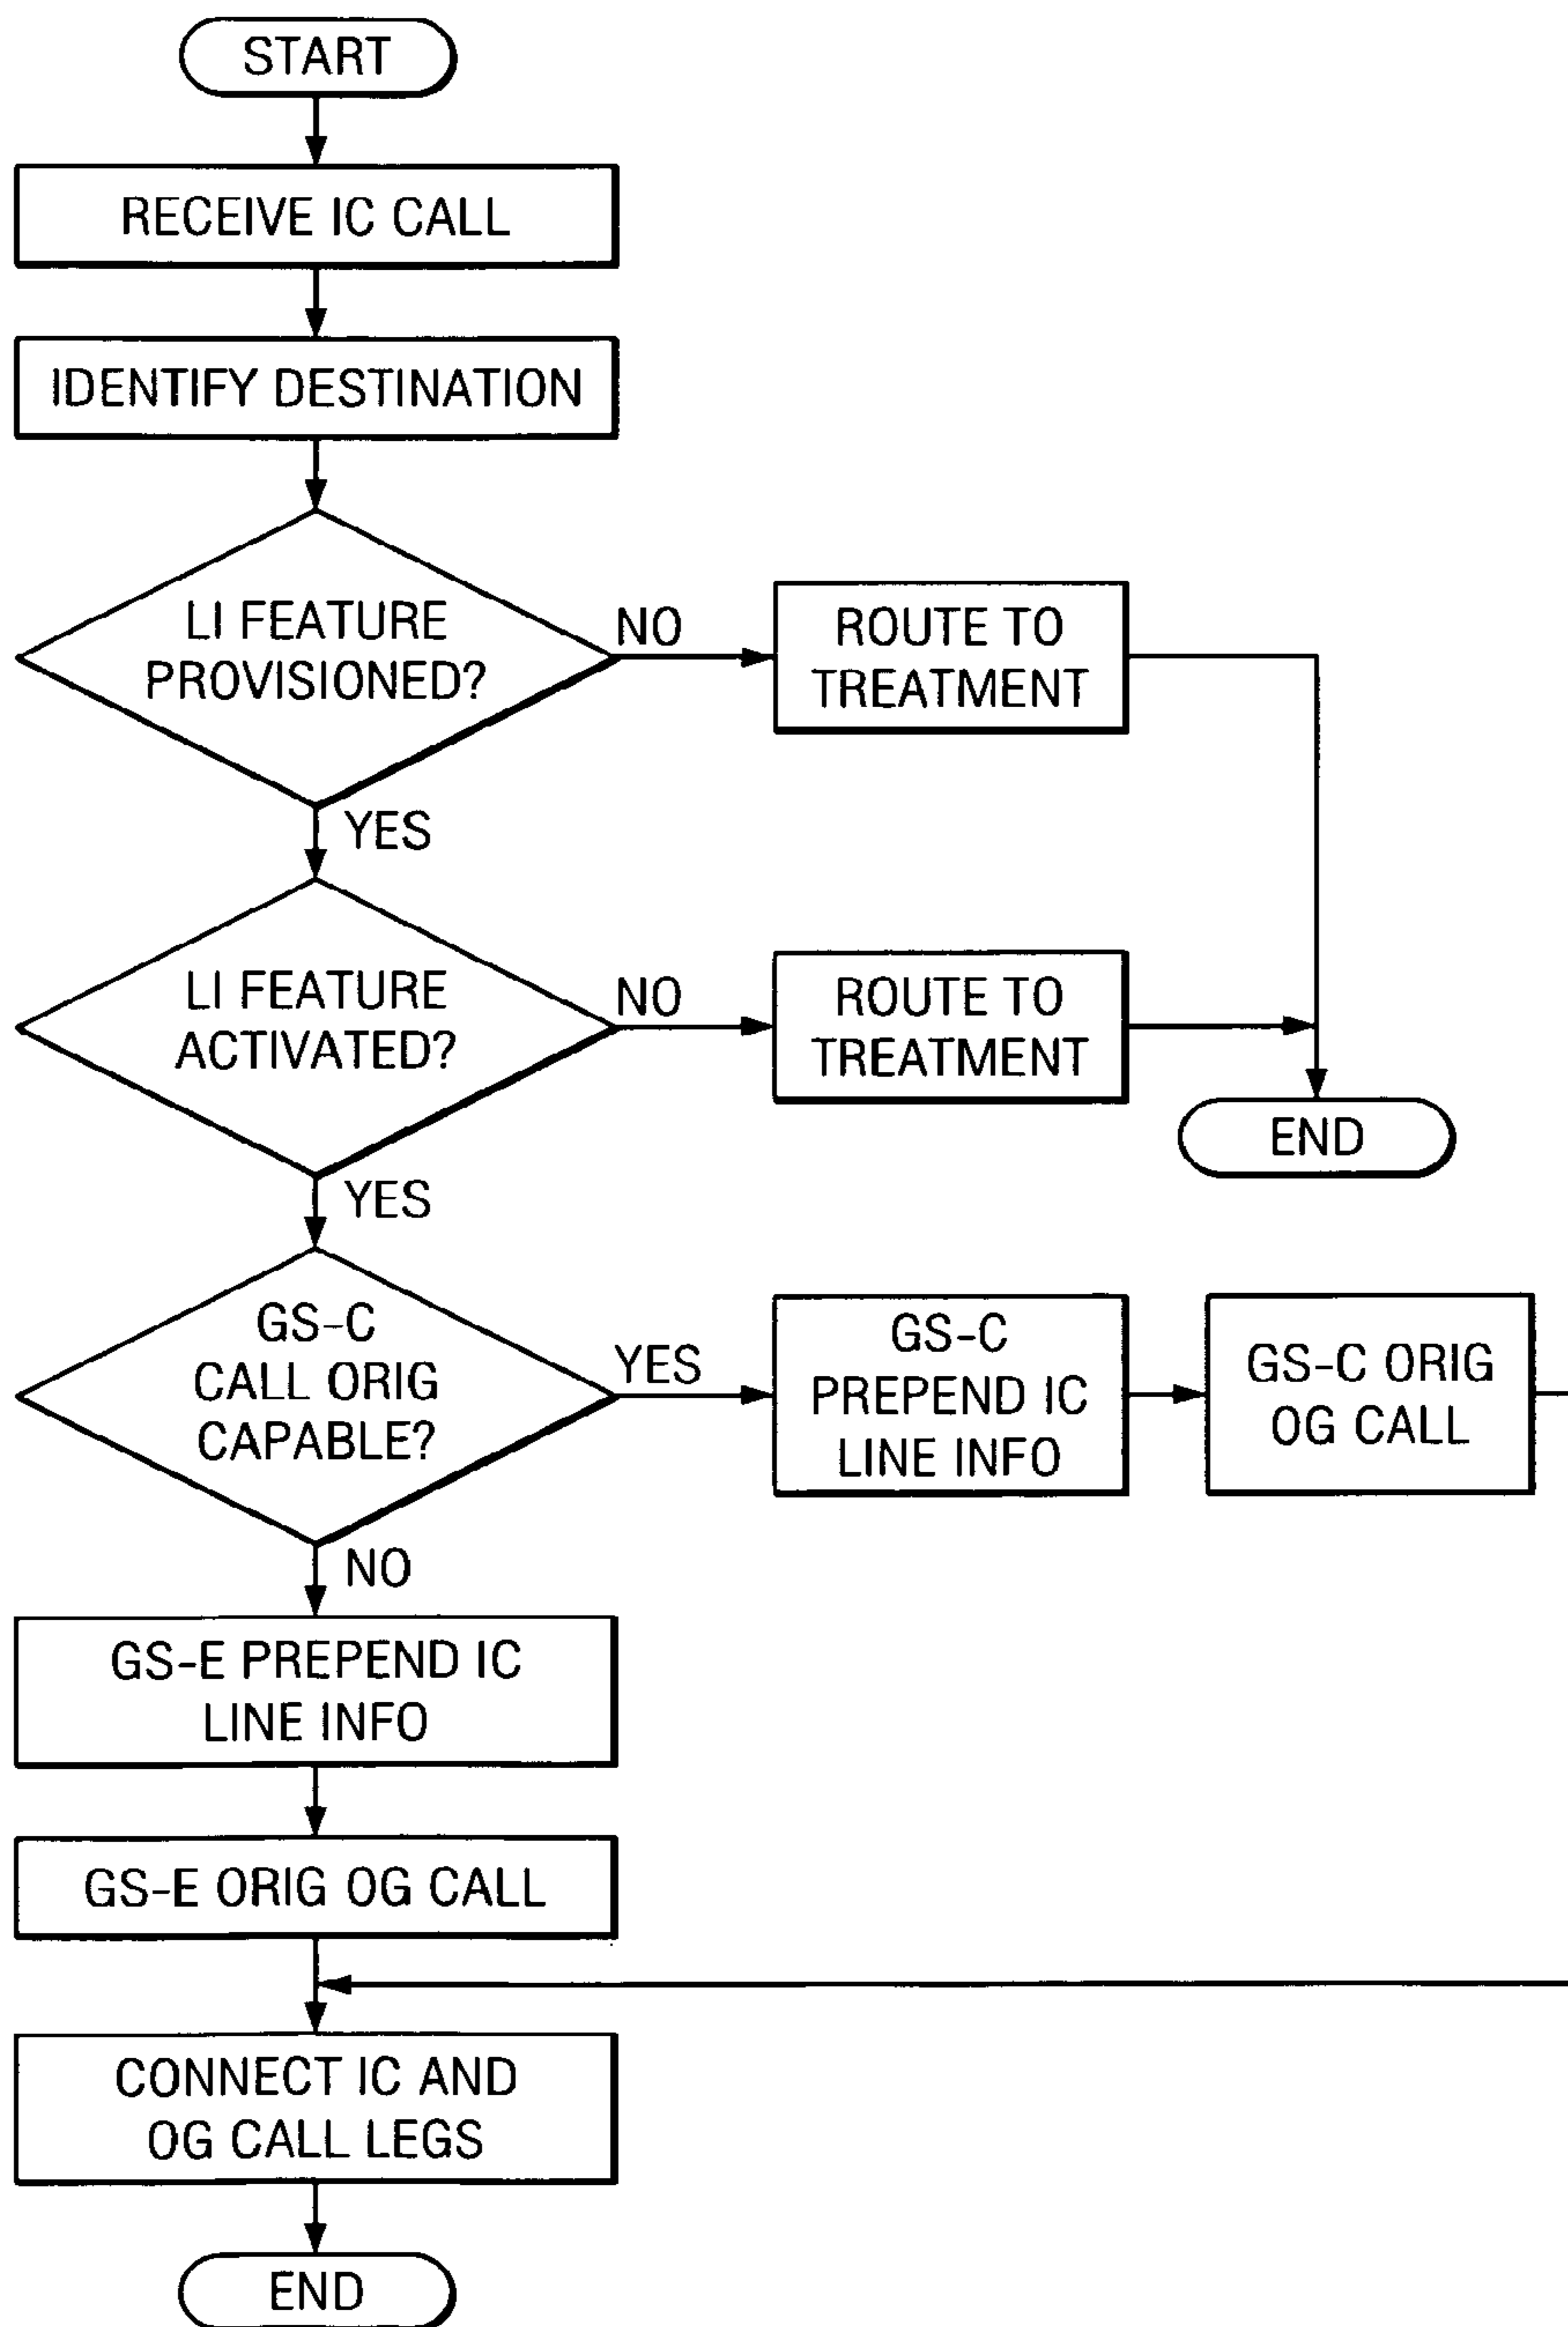 START
RECEIVE IC CALL
IDENTIFY DESTINATION
LI FEATURE
PROVISIONED?
NO
ROUTE TO
TREATMENT
YES
LI FEATURE
ACTIVATED?
NO
ROUTE TO
TREATMENT
END
YES
GS-C
CALL ORIG
CAPABLE?
YES
GS-C
PREPEND IC
LINE INFO
GS-C ORIG
OG CALL
NO
GS-E PREPEND IC
LINE INFO
GS-E ORIG OG CALL
CONNECT IC AND
OG CALL LEGS
END